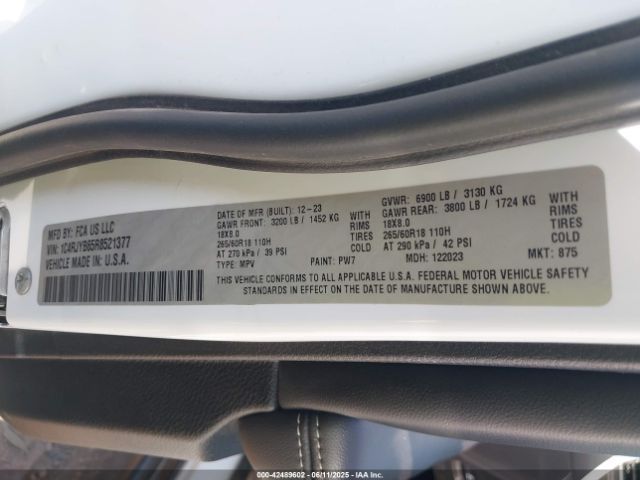 MFD BY: FCA US LLC
VIN: 1C4RJYB65R8521377
VEHICLE MADE IN: U.S.A.
DATE OF MFR (BUILT): 12-23
GAWR FRONT: 3200 LB / 1452 KG WITH
18X8.0 RIMS
265/60R18 110H TIRES
AT 270 kPa / 39 PSI COLD
TYPE: MPV PAINT: PW7
GVWR: 6900 LB / 3130 KG
GAWR REAR: 3800 LB / 1724 KG WITH
18X8.0 RIMS
265/60R18 110H TIRES
AT 290 kPa / 42 PSI COLD
MDH: 122023 MKT: 875
THIS VEHICLE CONFORMS TO ALL APPLICABLE U.S.A. FEDERAL MOTOR VEHICLE SAFETY
STANDARDS IN EFFECT ON THE DATE OF MANUFACTURE SHOWN ABOVE.
000-42489602 - 06/11/2025 - IAAI.COM